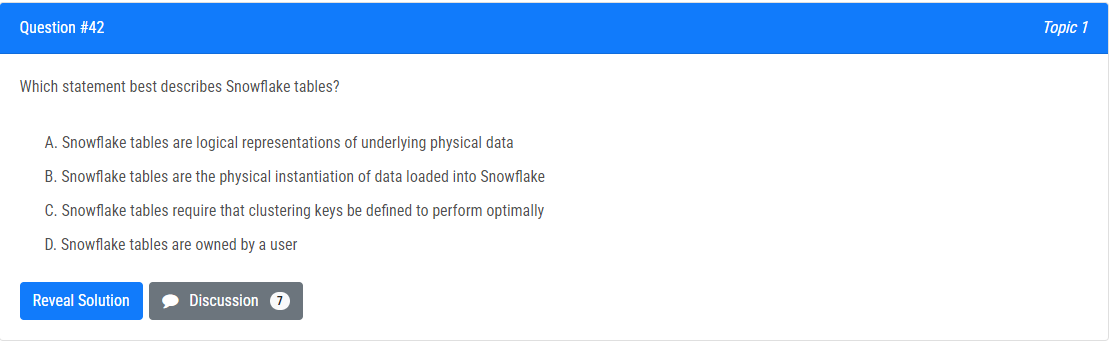 Question #42
Topic 1
Which statement best describes Snowflake tables?
A. Snowflake tables are logical representations of underlying physical data
B. Snowflake tables are the physical instantiation of data loaded into Snowflake
C. Snowflake tables require that clustering keys be defined to perform optimally
D. Snowflake tables are owned by a user
Reveal Solution
Discussion 7